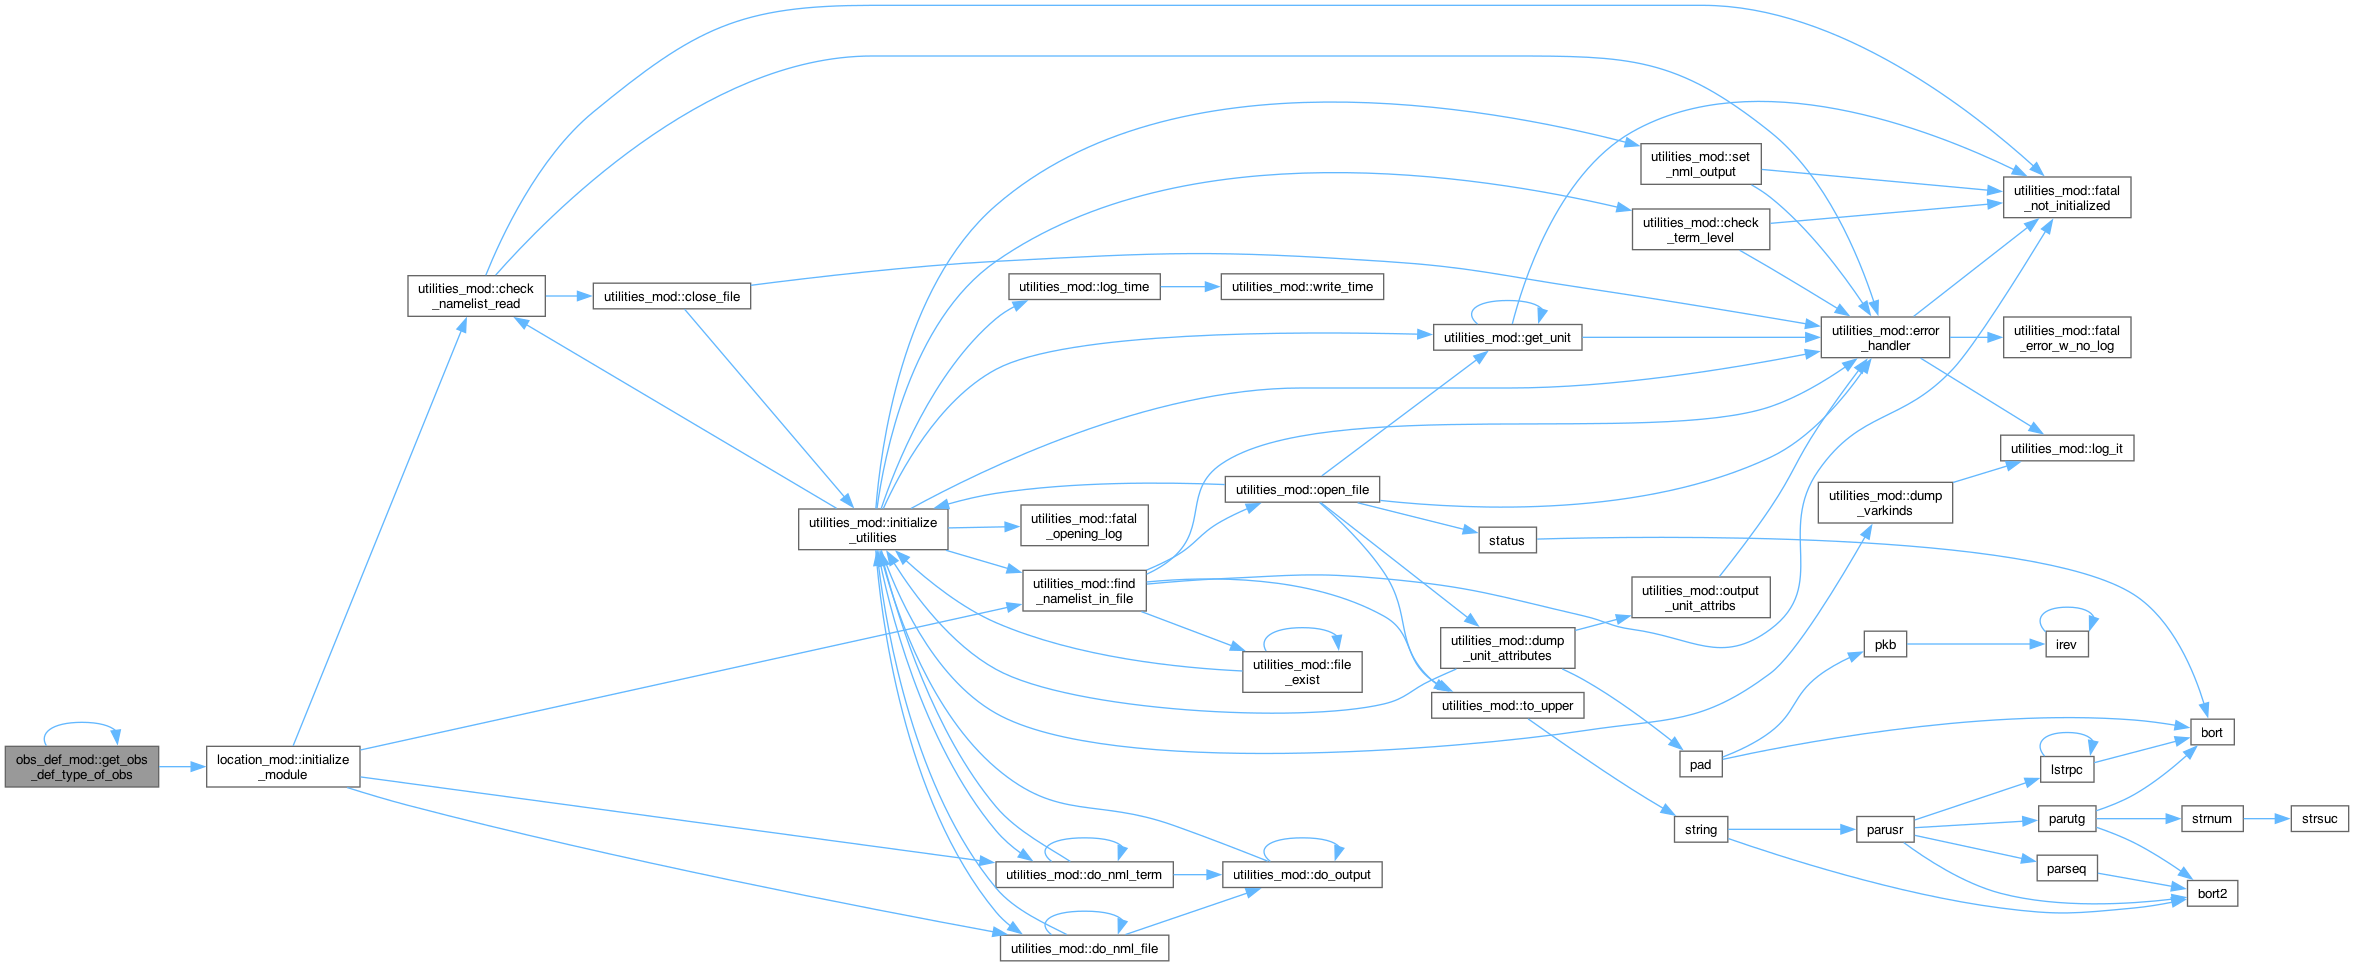 obs_def_mod::get_obs
_def_type_of_obs
location_mod::initialize
_module
utilities_mod::check
_namelist_read
utilities_mod::close_file
utilities_mod::initialize
_utilities
utilities_mod::log_time
utilities_mod::write_time
utilities_mod::fatal
_opening_log
utilities_mod::find
_namelist_in_file
utilities_mod::open_file
utilities_mod::file
_exist
utilities_mod::do_nml_term
utilities_mod::do_nml_file
utilities_mod::do_output
utilities_mod::get_unit
status
utilities_mod::dump
_unit_attributes
utilities_mod::to_upper
utilities_mod::set
_nml_output
utilities_mod::check
_term_level
utilities_mod::output
_unit_attribs
pad
string
utilities_mod::error
_handler
utilities_mod::dump
_varkinds
pkb
parusr
utilities_mod::fatal
_not_initialized
utilities_mod::fatal
_error_w_no_log
utilities_mod::log_it
irev
lstrpc
parutg
parseq
bort
strnum
bort2
strsuc